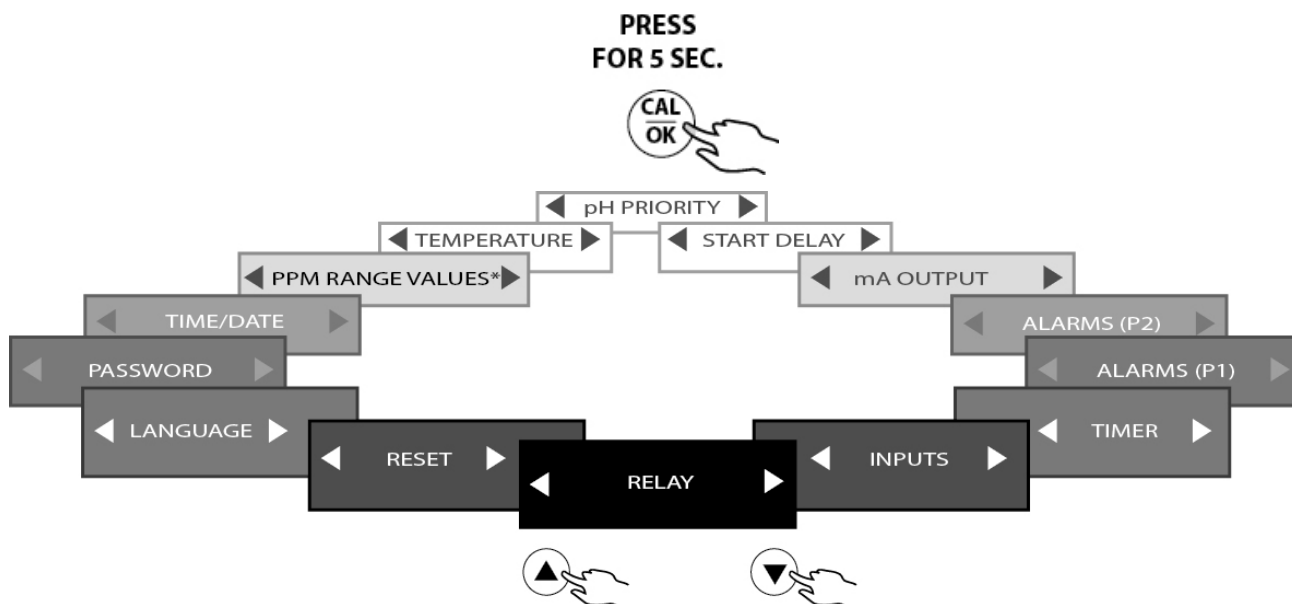 PRESS
FOR 5 SEC.
CAL
OK
pH PRIORITY
TEMPERATURE
START DELAY
PPM RANGE VALUES*
mA OUTPUT
TIME/DATE
ALARMS (P2)
PASSWORD
ALARMS (P1)
LANGUAGE
TIMER
RESET
INPUTS
RELAY